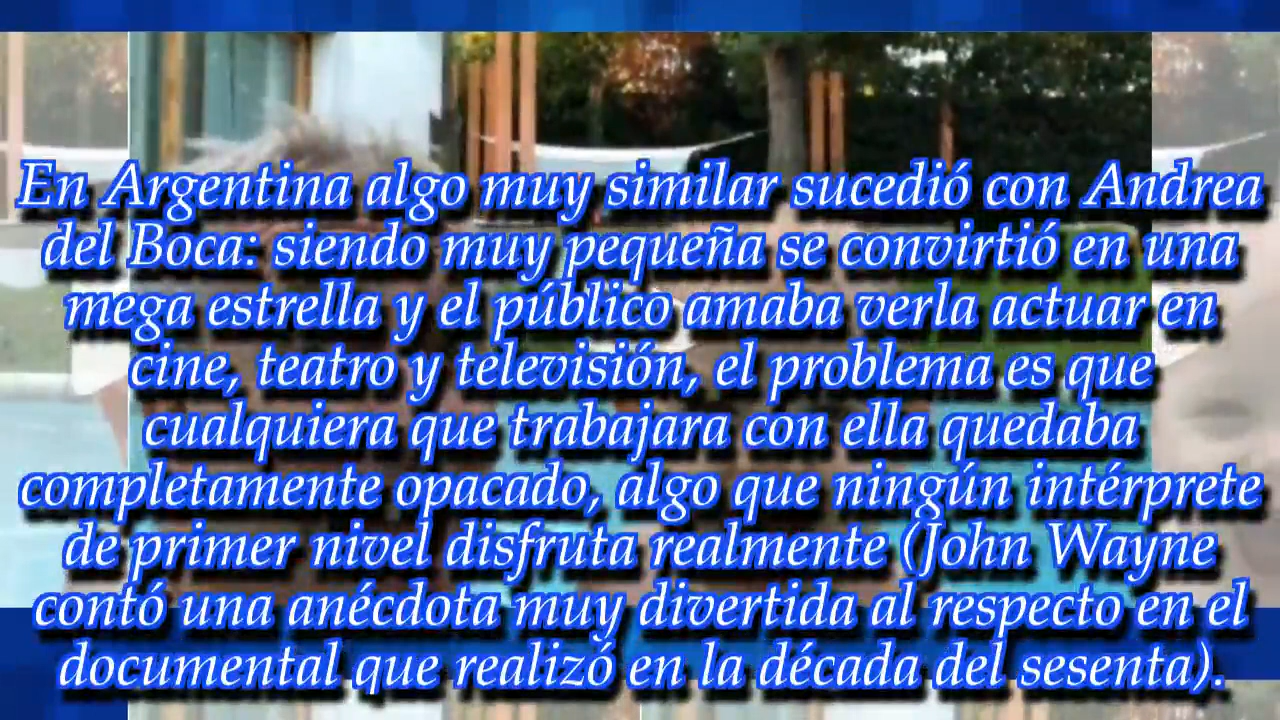 En Argentina algo muy similar sucedió con Andrea
del Boca: siendo muy pequeña se convirtió en una
mega estrella y el público amaba verla actuar en
cine, teatro y televisión, el problema es que
cualquiera que trabajara con ella quedaba
completamente opacado, algo que ningún intérprete
de primer nivel disfruta realmente (John Wayne
contó una anécdota muy divertida al respecto en el
documental que realizó en la década del sesenta).